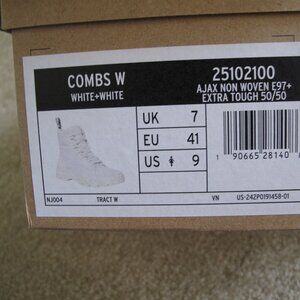 COMBS W
WHITE+WHITE
25102100
AJAX NON WOVEN E97+
EXTRA TOUGH 50/50
UK 7
EU 41
US 9
1 90665 28140
NJ004
TRACT W
VN
US-242P0191458-01